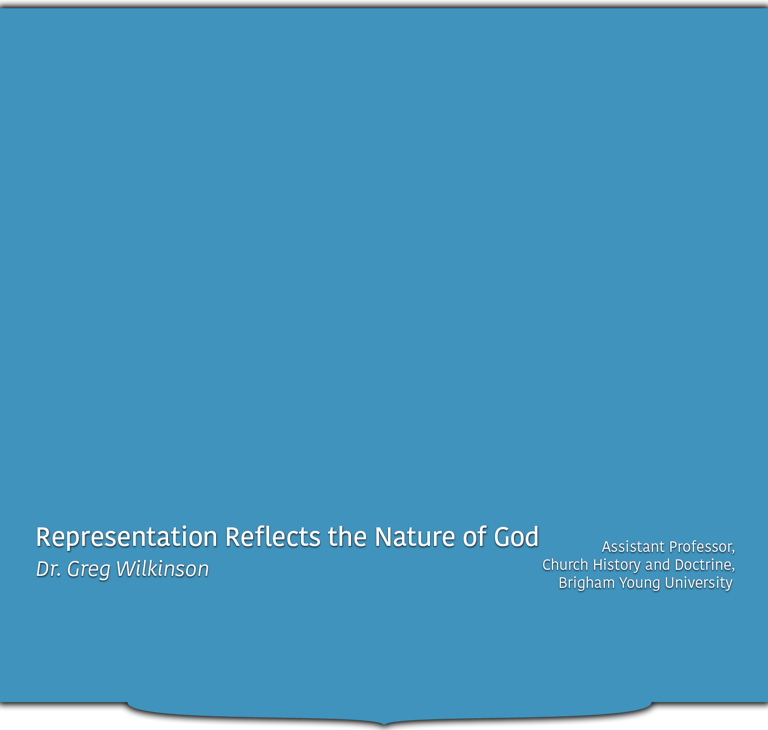 Representation Reflects the Nature of God
Dr. Greg Wilkinson
Assistant Professor,
Church History and Doctrine,
Brigham Young University